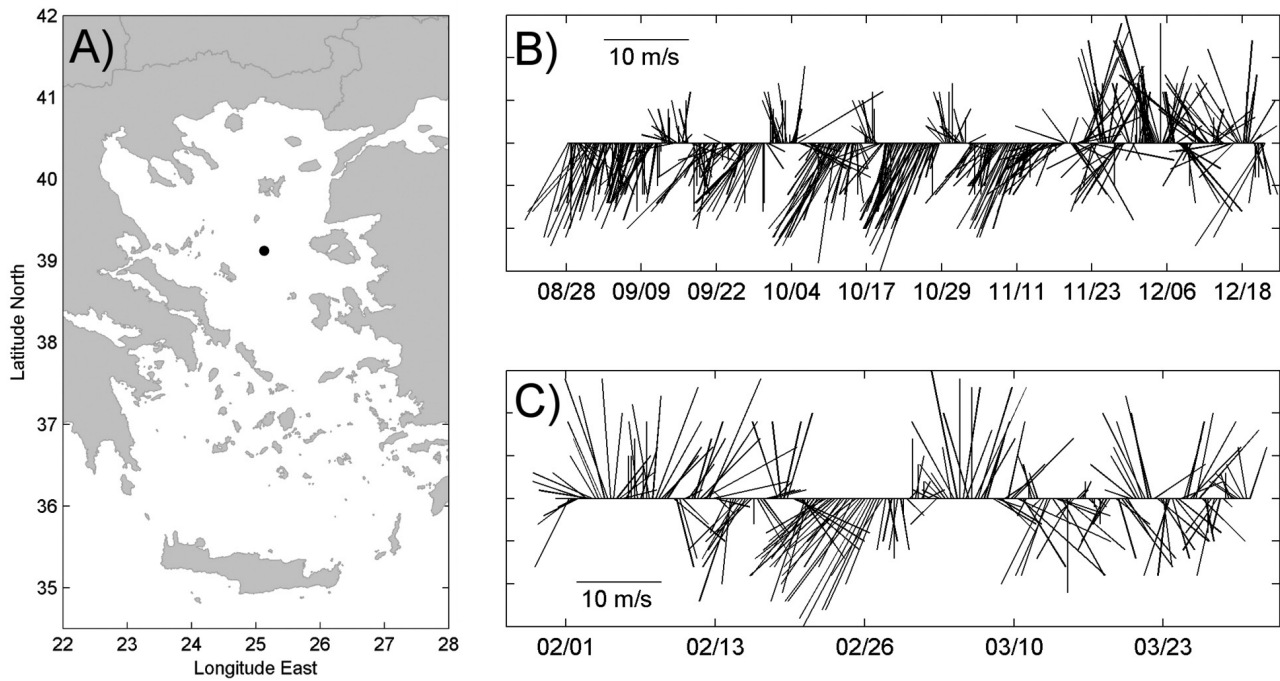 A)
42
41
40
39
38
37
36
35
22 23 24 25 26 27 28
Latitude North
Longitude East
B)
10 m/s
08/28 09/09 09/22 10/04 10/17 10/29 11/11 11/23 12/06 12/18
C)
10 m/s
02/01 02/13 02/26 03/10 03/23